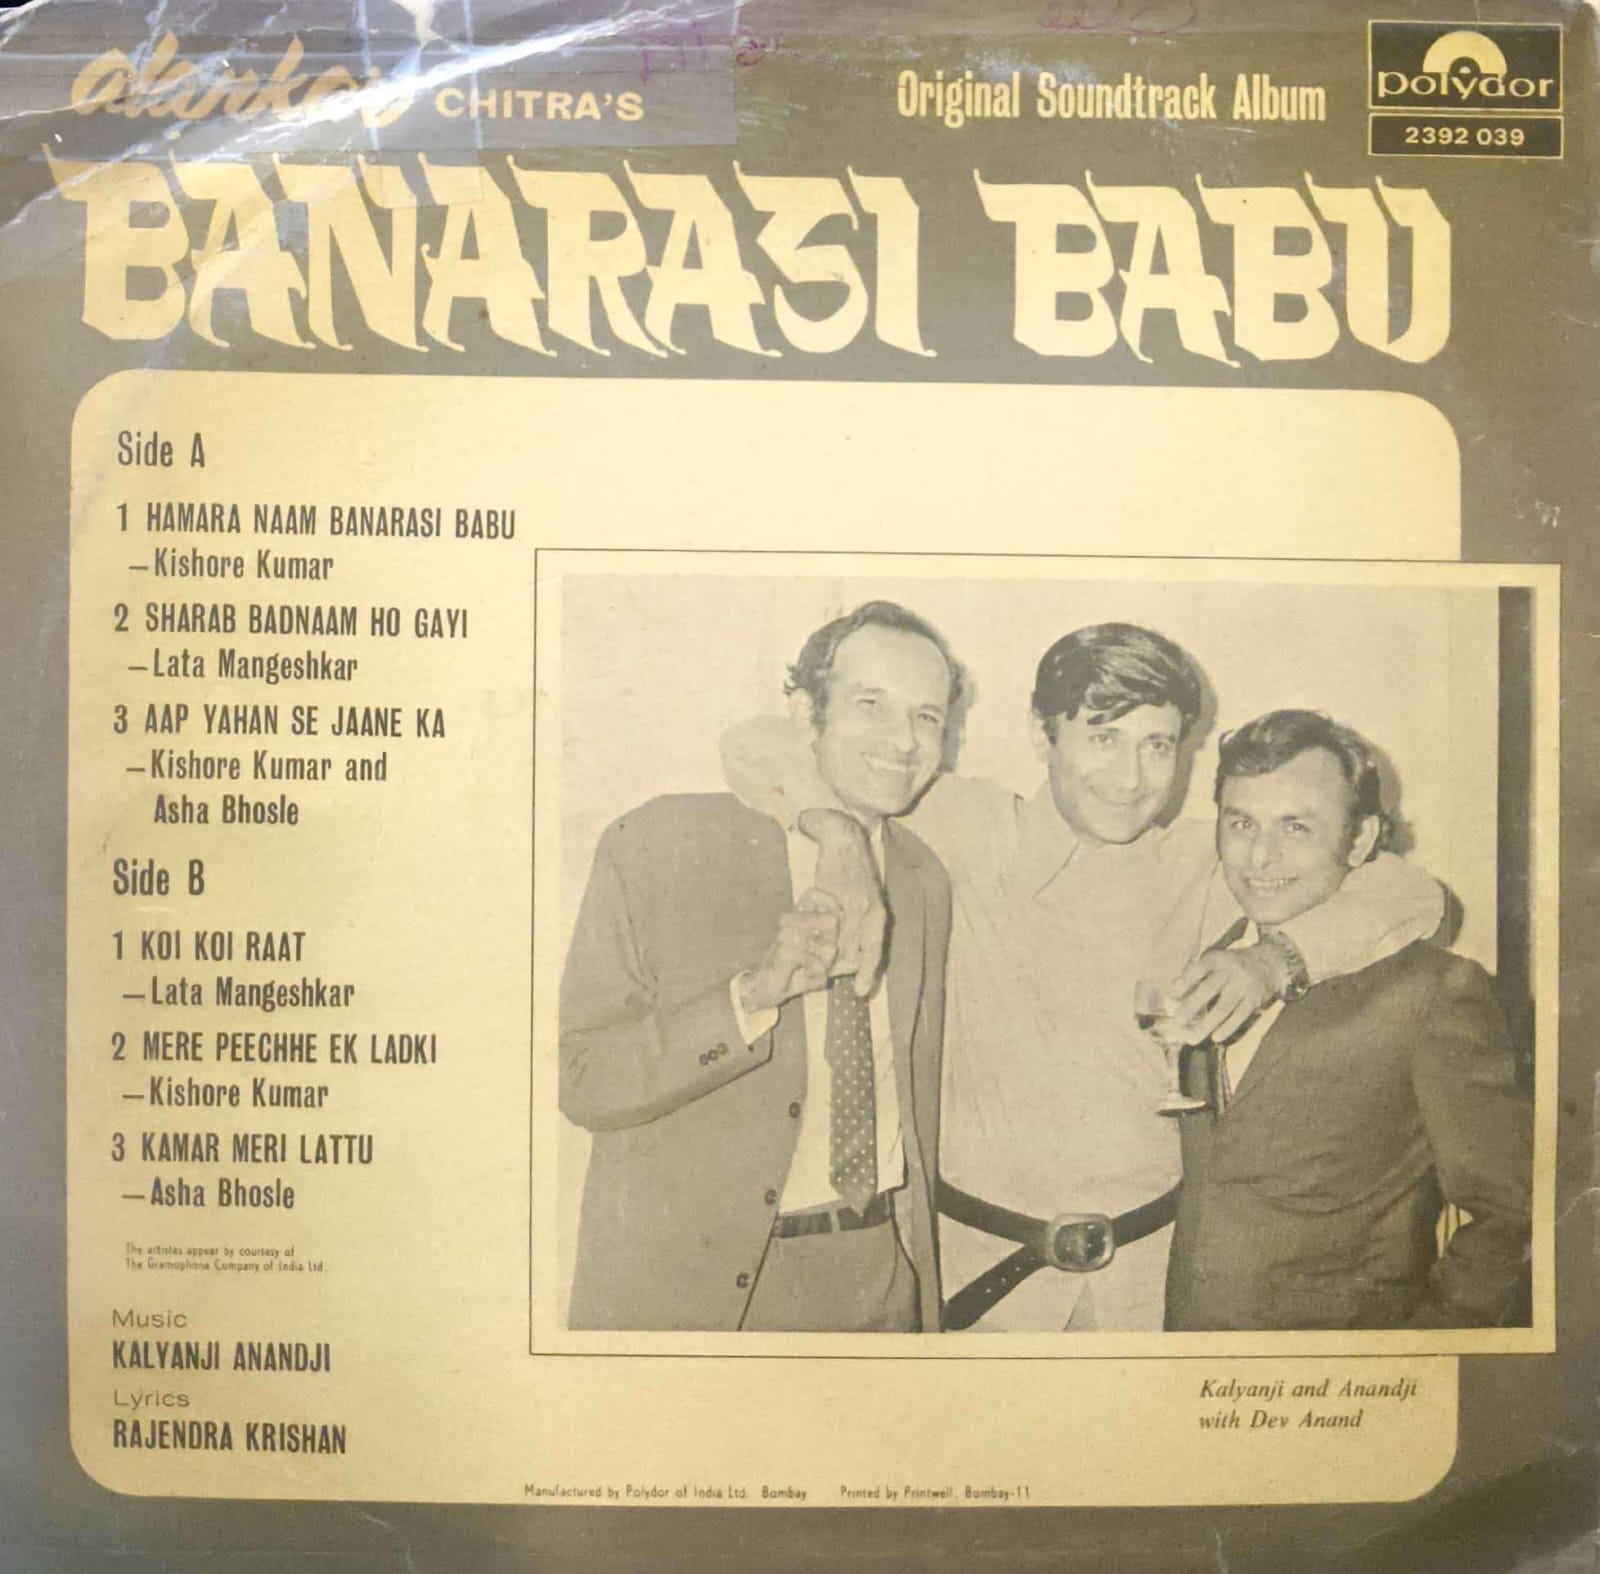 alankar CHITRA'S
Original Soundtrack Album
polydor
2392 039
BANARASI BABU
Side A
1 HAMARA NAAM BANARASI BABU
–Kishore Kumar
2 SHARAB BADNAAM HO GAYI
–Lata Mangeshkar
3 AAP YAHAN SE JAANE KA
–Kishore Kumar and
Asha Bhosle
Side B
1 KOI KOI RAAT
–Lata Mangeshkar
2 MERE PEECHHE EK LADKI
–Kishore Kumar
3 KAMAR MERI LATTU
–Asha Bhosle
The artistes appear by courtesy of
The Gramophone Company of India Ltd.
Music
KALYANJI ANANDJI
Lyrics
RAJENDRA KRISHAN
Kalyanji and Anandji
with Dev Anand
Manufactured by Polydor of India Ltd. Bombay Printed by Printwell, Bombay-11